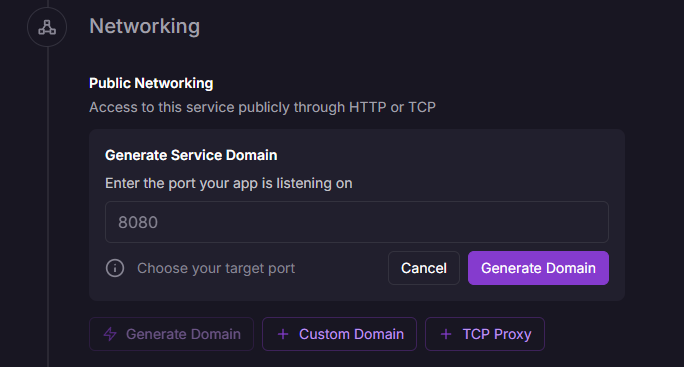 Networking
Public Networking
Access to this service publicly through HTTP or TCP
Generate Service Domain
Enter the port your app is listening on
8080
Choose your target port
Cancel
Generate Domain
Generate Domain
Custom Domain
TCP Proxy